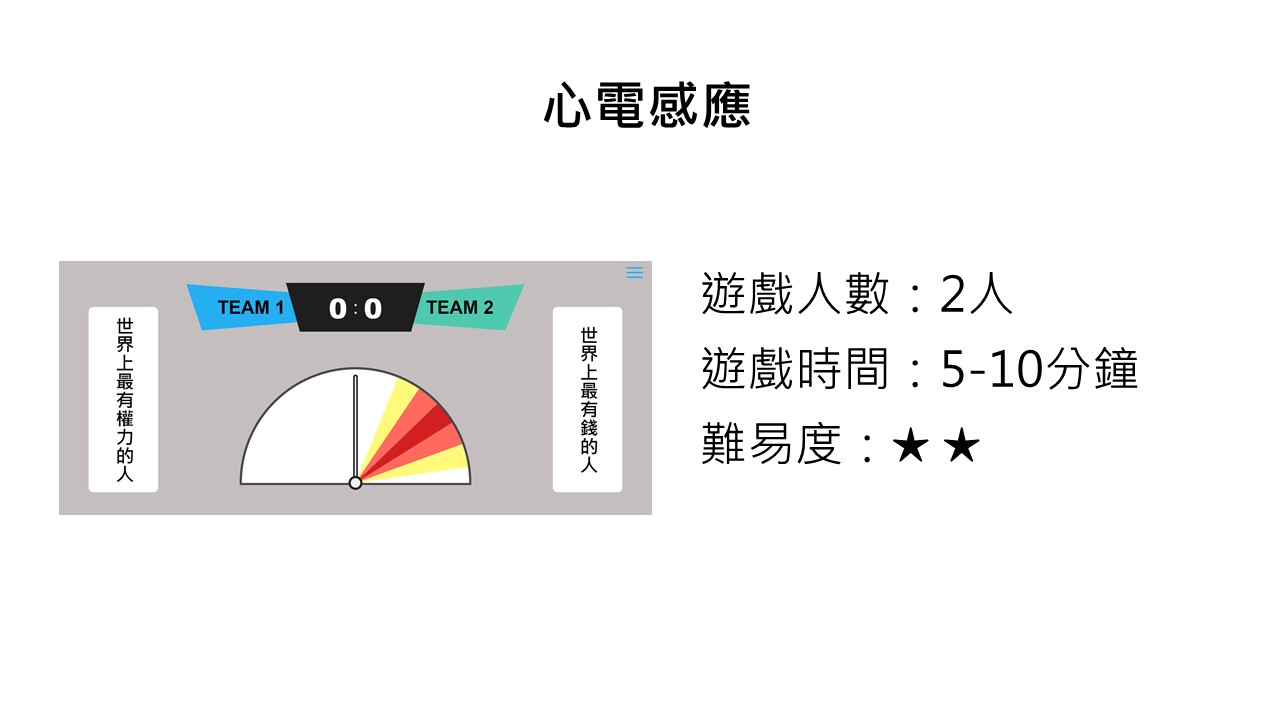 心電感應
TEAM 1
0 : 0
TEAM 2
世界上最有權力的人
世界上最有錢的人
遊戲人數：2人
遊戲時間：5-10分鐘
難易度：★ ★